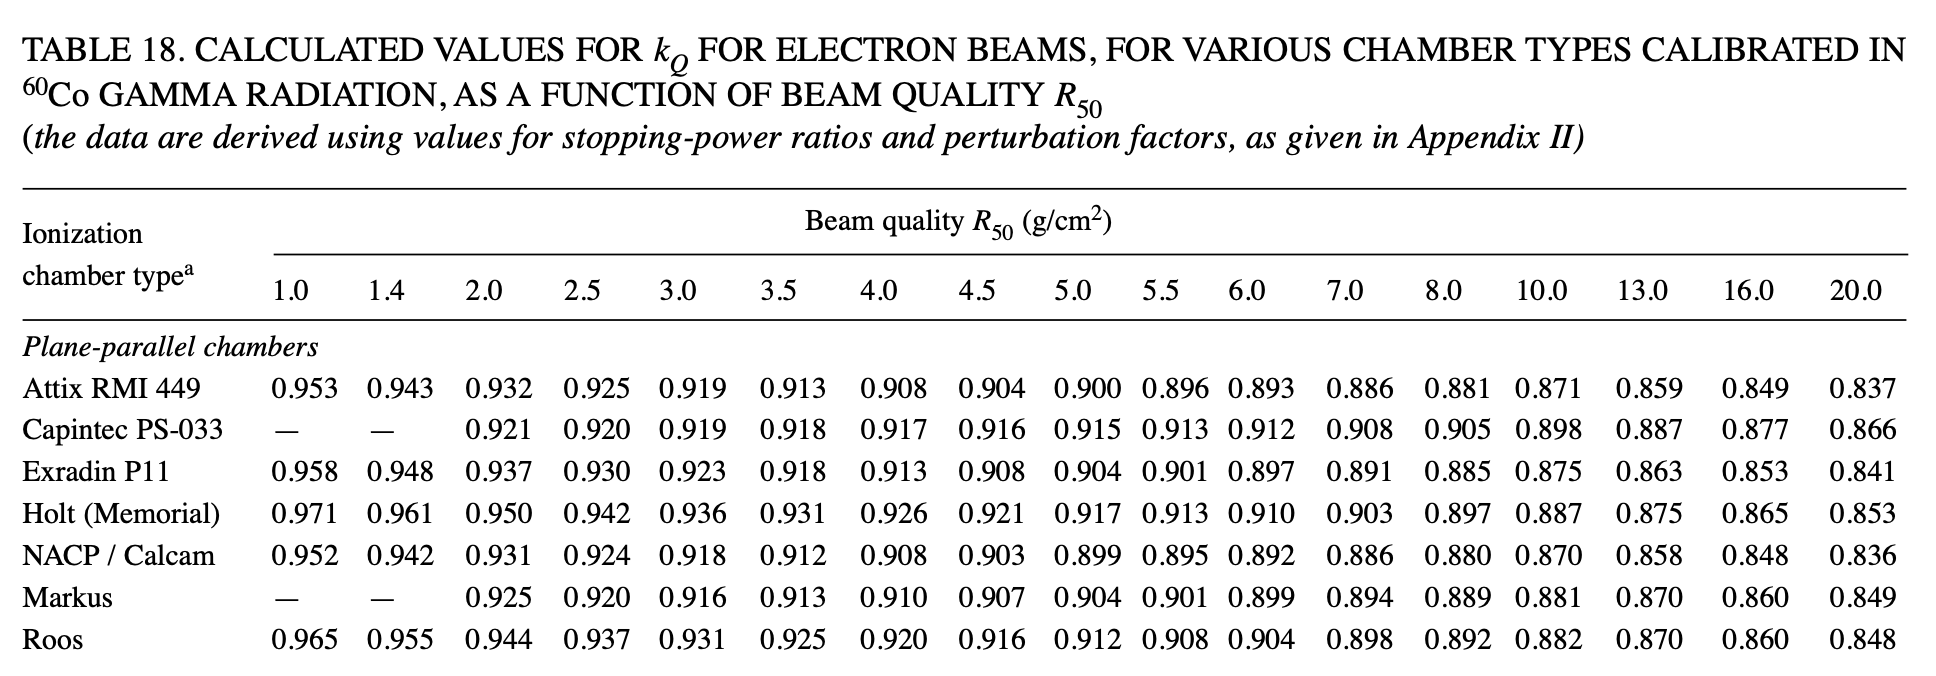 TABLE 18. CALCULATED VALUES FOR kQ FOR ELECTRON BEAMS, FOR VARIOUS CHAMBER TYPES CALIBRATED IN
60Co GAMMA RADIATION, AS A FUNCTION OF BEAM QUALITY R50
(the data are derived using values for stopping-power ratios and perturbation factors, as given in Appendix II)
Ionization chamber typea
Beam quality R50 (g/cm2)
1.0 1.4 2.0 2.5 3.0 3.5 4.0 4.5 5.0 5.5 6.0 7.0 8.0 10.0 13.0 16.0 20.0
Plane-parallel chambers
Attix RMI 449 0.953 0.943 0.932 0.925 0.919 0.913 0.908 0.904 0.900 0.896 0.893 0.886 0.881 0.871 0.859 0.849 0.837
Capintec PS-033 — — 0.921 0.920 0.919 0.918 0.917 0.916 0.915 0.913 0.912 0.908 0.905 0.898 0.887 0.877 0.866
Exradin P11 0.958 0.948 0.937 0.930 0.923 0.918 0.913 0.908 0.904 0.901 0.897 0.891 0.885 0.875 0.863 0.853 0.841
Holt (Memorial) 0.971 0.961 0.950 0.942 0.936 0.931 0.926 0.921 0.917 0.913 0.910 0.903 0.897 0.887 0.875 0.865 0.853
NACP / Calcam 0.952 0.942 0.931 0.924 0.918 0.912 0.908 0.903 0.899 0.895 0.892 0.886 0.880 0.870 0.858 0.848 0.836
Markus — — 0.925 0.920 0.916 0.913 0.910 0.907 0.904 0.901 0.899 0.894 0.889 0.881 0.870 0.860 0.849
Roos 0.965 0.955 0.944 0.937 0.931 0.925 0.920 0.916 0.912 0.908 0.904 0.898 0.892 0.882 0.870 0.860 0.848